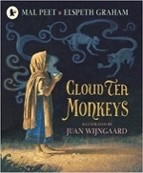 MAL PEET ■ ELSPETH GRAHAM
CLOUD TEA
MONKEYS
ILLUSTRATED BY
JUAN WIJNGAARD